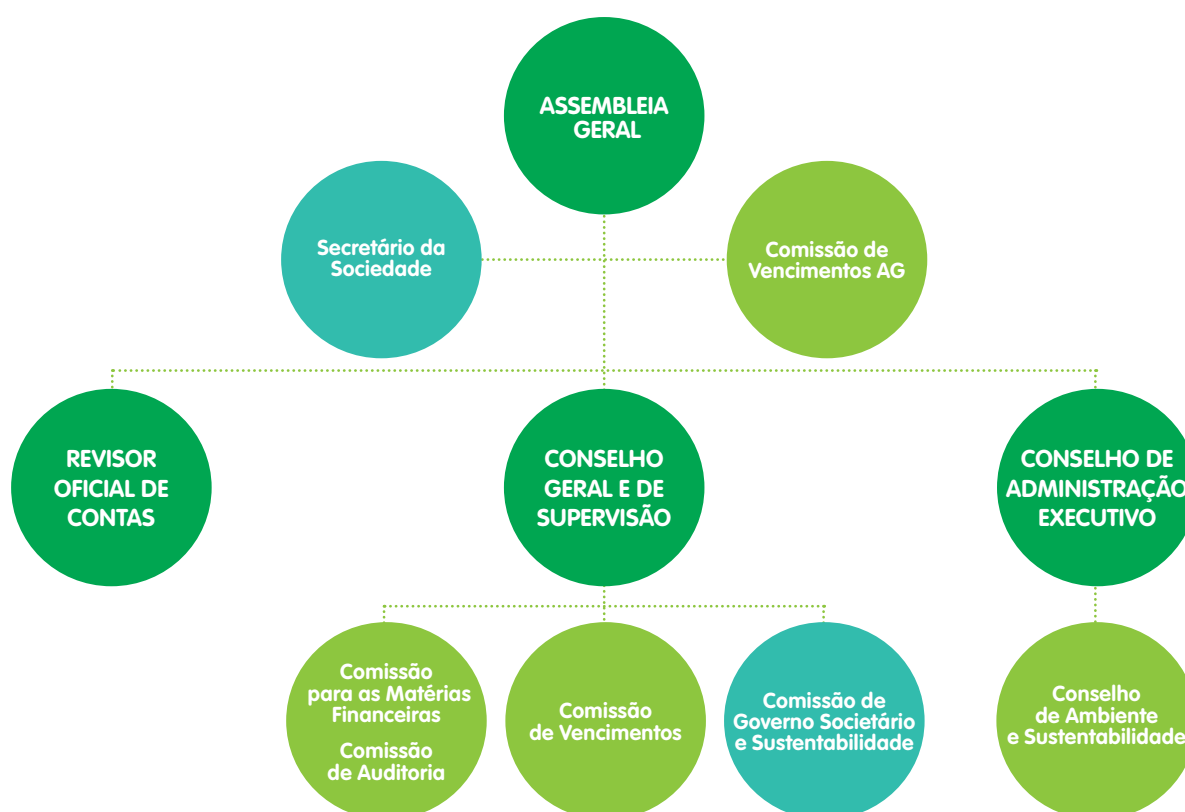 ASSEMBLEIA
GERAL
Secretário da
Sociedade
Comissão de
Vencimentos AG
REVISOR
OFICIAL DE
CONTAS
CONSELHO
GERAL E DE
SUPERVISÃO
CONSELHO DE
ADMINISTRAÇÃO
EXECUTIVO
Comissão
para as Matérias
Financeiras
Comissão
de Auditoria
Comissão
de Vencimentos
Comissão de
Governo Societário
e Sustentabilidade
Conselho
de Ambiente
e Sustentabilidade